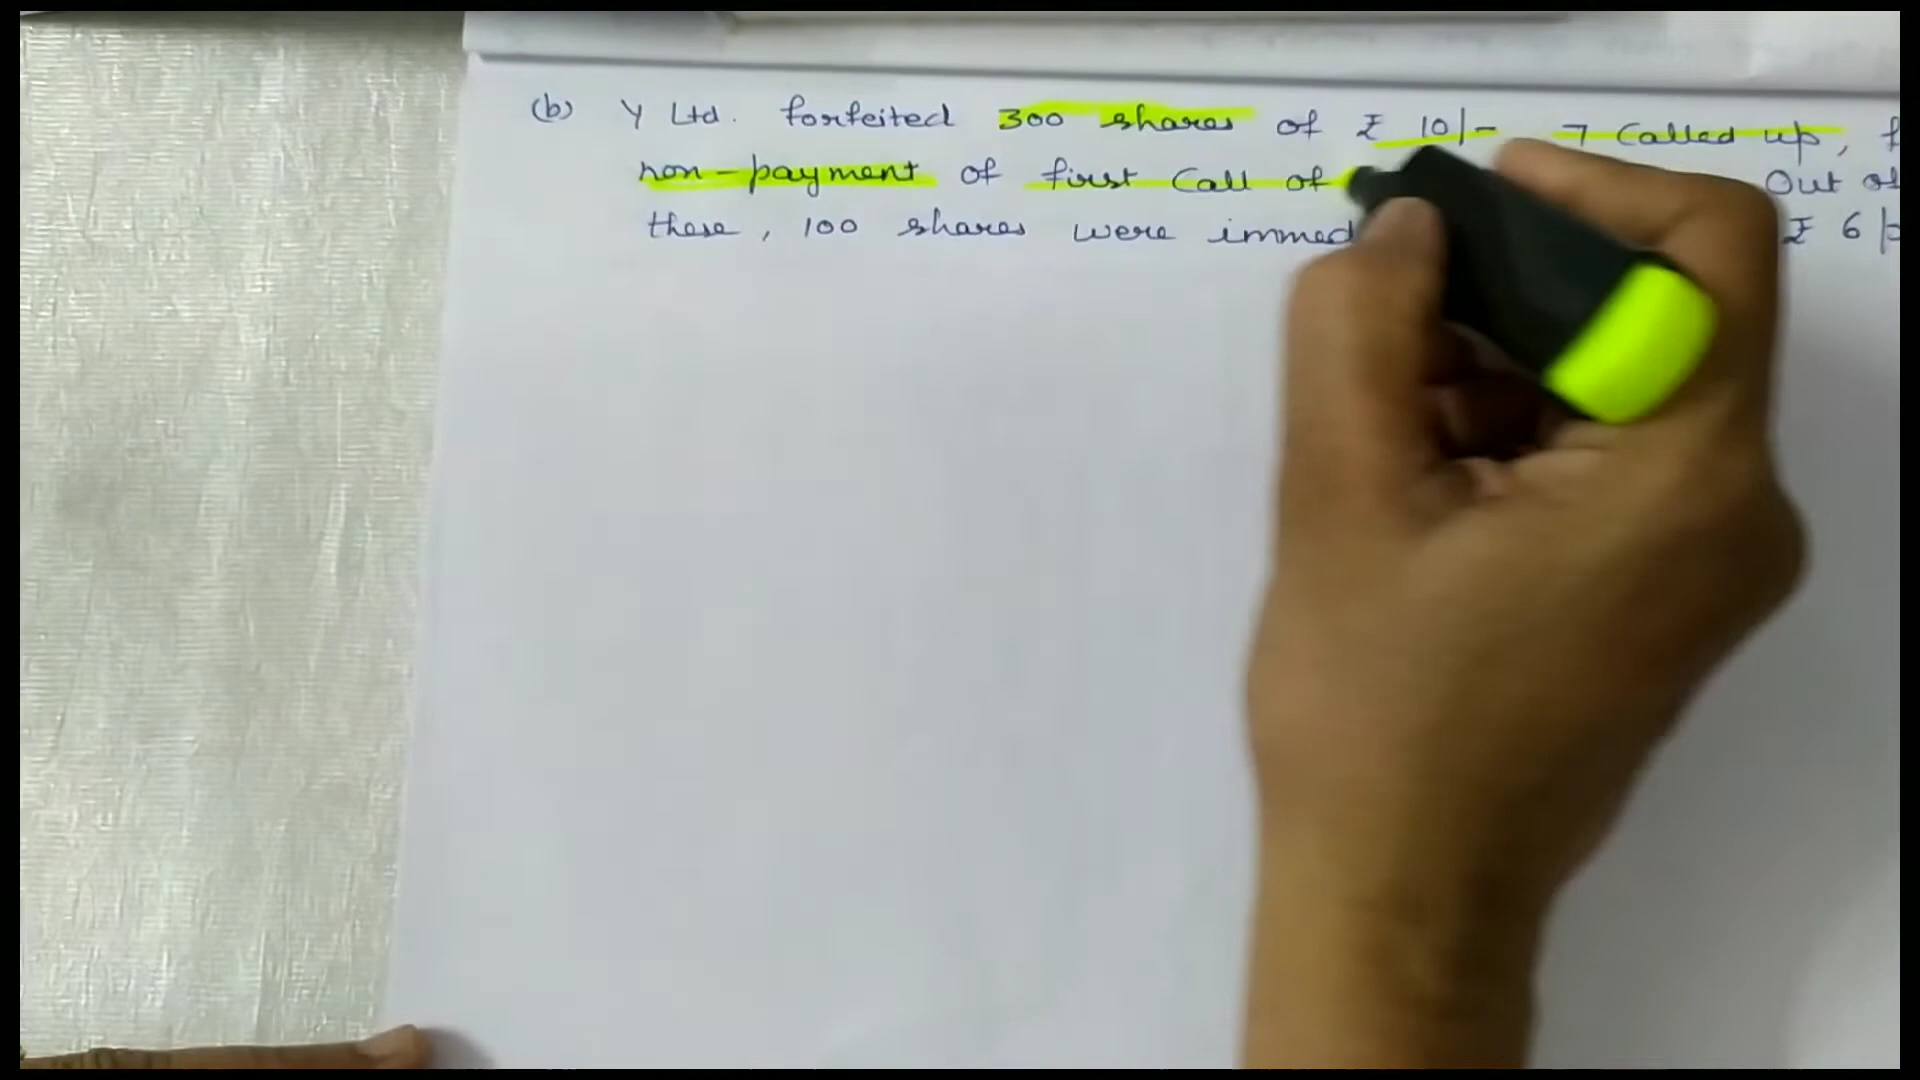 (b) Y Ltd. forfeited 300 shares of ₹ 10/- 7 called up,
non-payment of first Call of Out of
these, 100 shares were ₹ 6